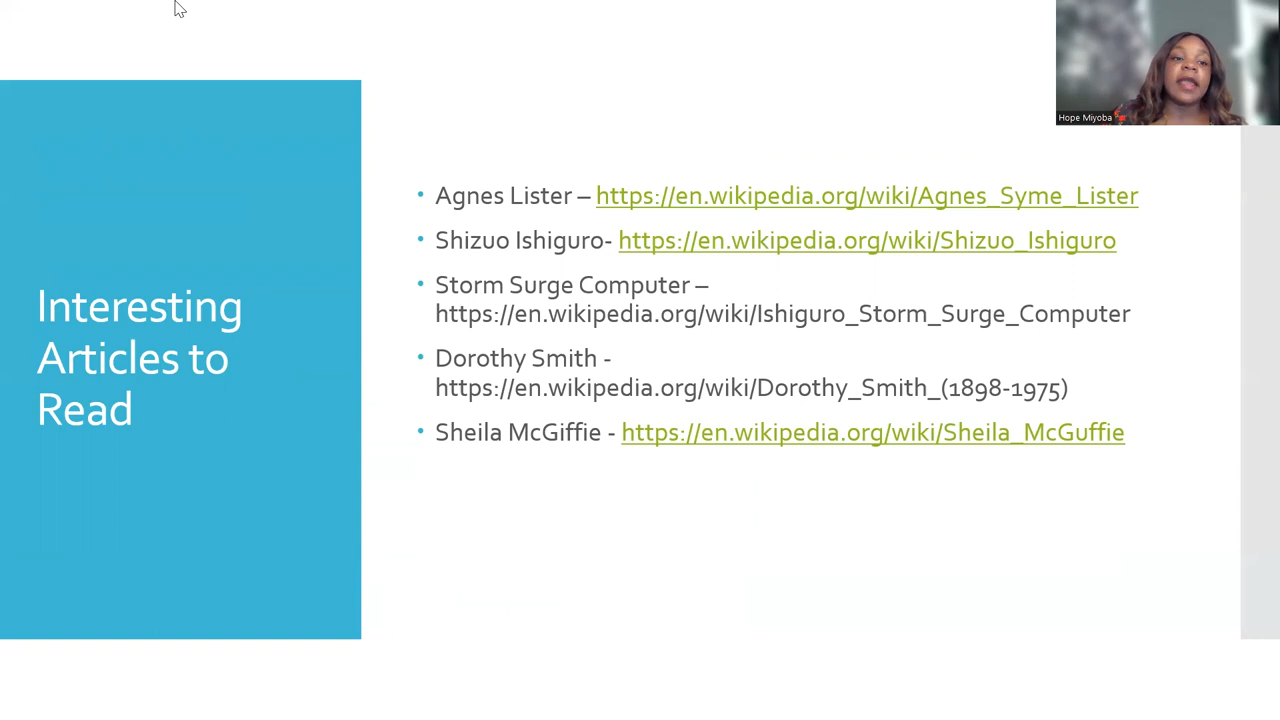 Interesting
Articles to
Read
• Agnes Lister – https://en.wikipedia.org/wiki/Agnes_Syme_Lister
• Shizuo Ishiguro- https://en.wikipedia.org/wiki/Shizuo_Ishiguro
• Storm Surge Computer –
https://en.wikipedia.org/wiki/Ishiguro_Storm_Surge_Computer
• Dorothy Smith -
https://en.wikipedia.org/wiki/Dorothy_Smith_(1898-1975)
• Sheila McGiffie - https://en.wikipedia.org/wiki/Sheila_McGuffie
Hope Miyoba